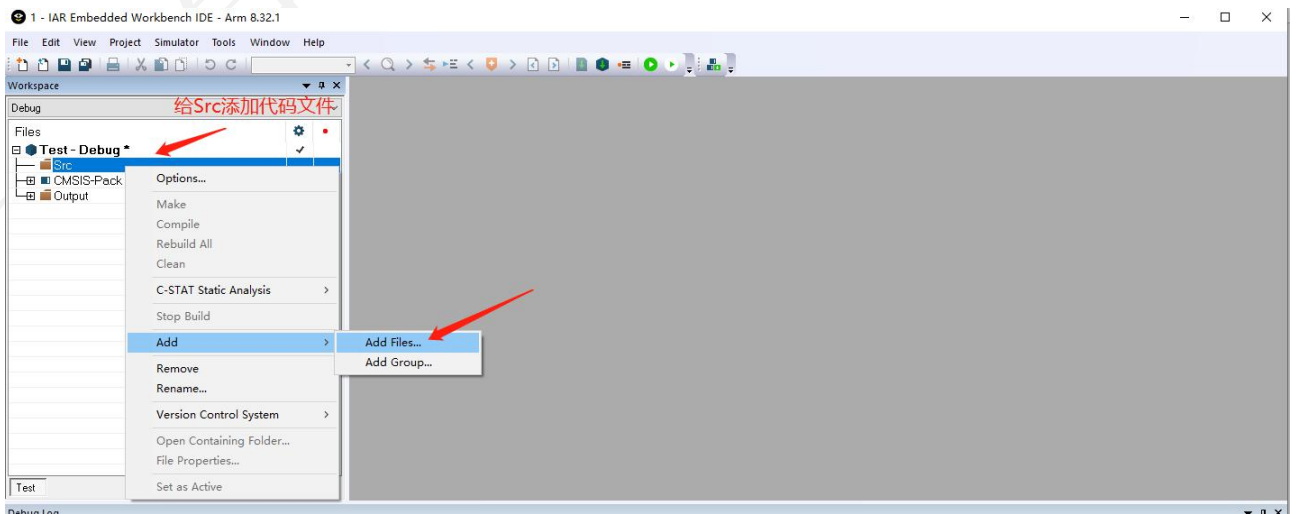 1 - IAR Embedded Workbench IDE - Arm 8.32.1
File Edit View Project Simulator Tools Window Help
Workspace
Debug
给Src添加代码文件
Files
Test - Debug *
Src
CMSIS-Pack
Output
Options...
Make
Compile
Rebuild All
Clean
C-STAT Static Analysis
Stop Build
Add
Add Files...
Add Group...
Remove
Rename...
Version Control System
Open Containing Folder...
File Properties...
Set as Active
Test
Debug Log